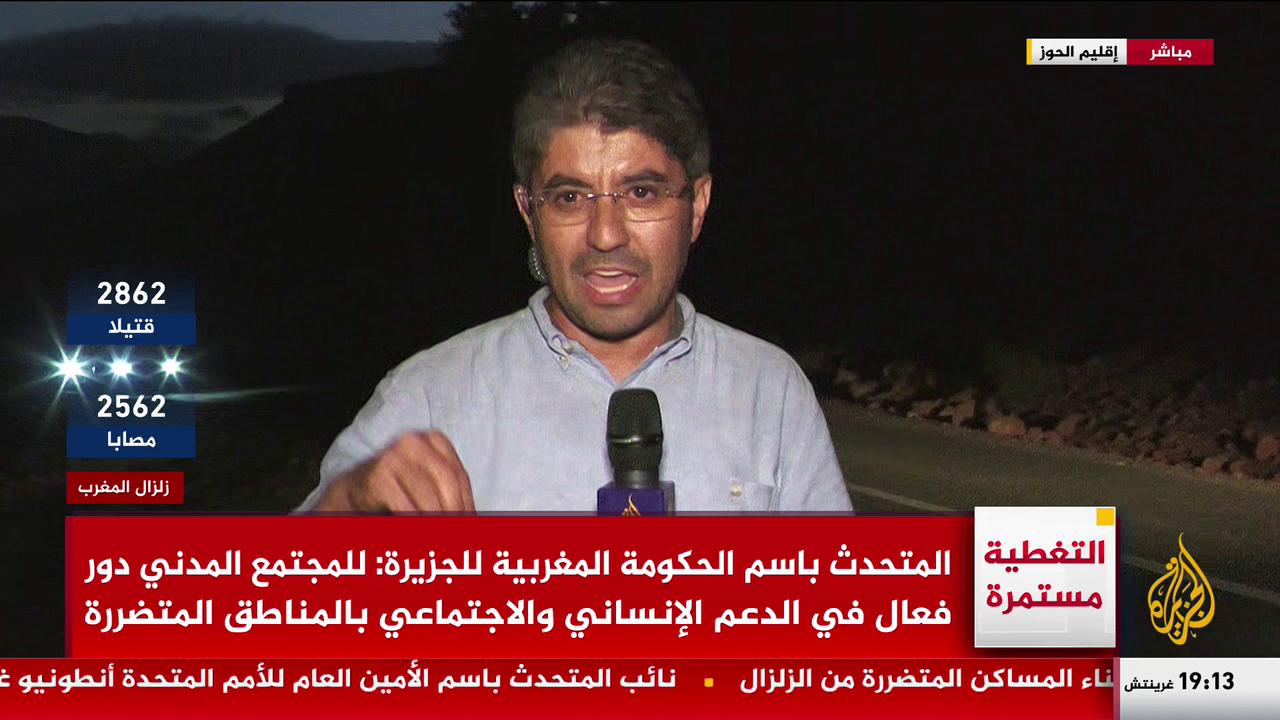 مباشر
إقليم الحوز
2862
قتيلا
2562
مصابا
زلزال المغرب
التغطية
مستمرة
المتحدث باسم الحكومة المغربية للجزيرة: للمجتمع المدني دور
فعال في الدعم الإنساني والاجتماعي بالمناطق المتضررة
الجزيرة
المساكن المتضررة من الزلزال ▪ نائب المتحدث باسم الأمين العام للأمم المتحدة أنطونيو
19:13 غرينتش